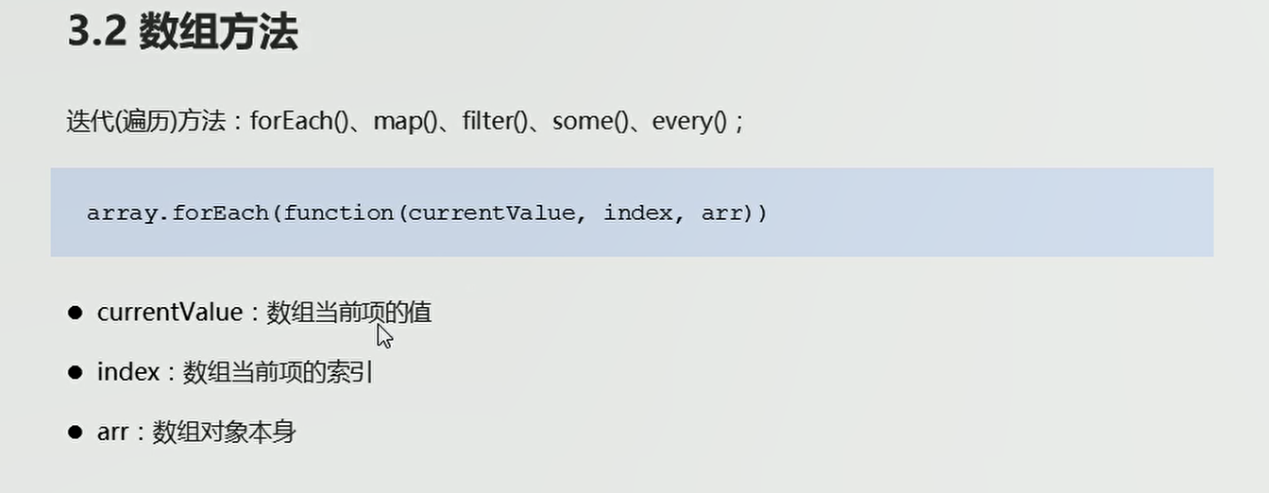 3.2 数组方法
迭代(遍历)方法：forEach()、map()、filter()、some()、every()；
array.forEach(function(currentValue, index, arr))
● currentValue：数组当前项的值
● index：数组当前项的索引
● arr：数组对象本身